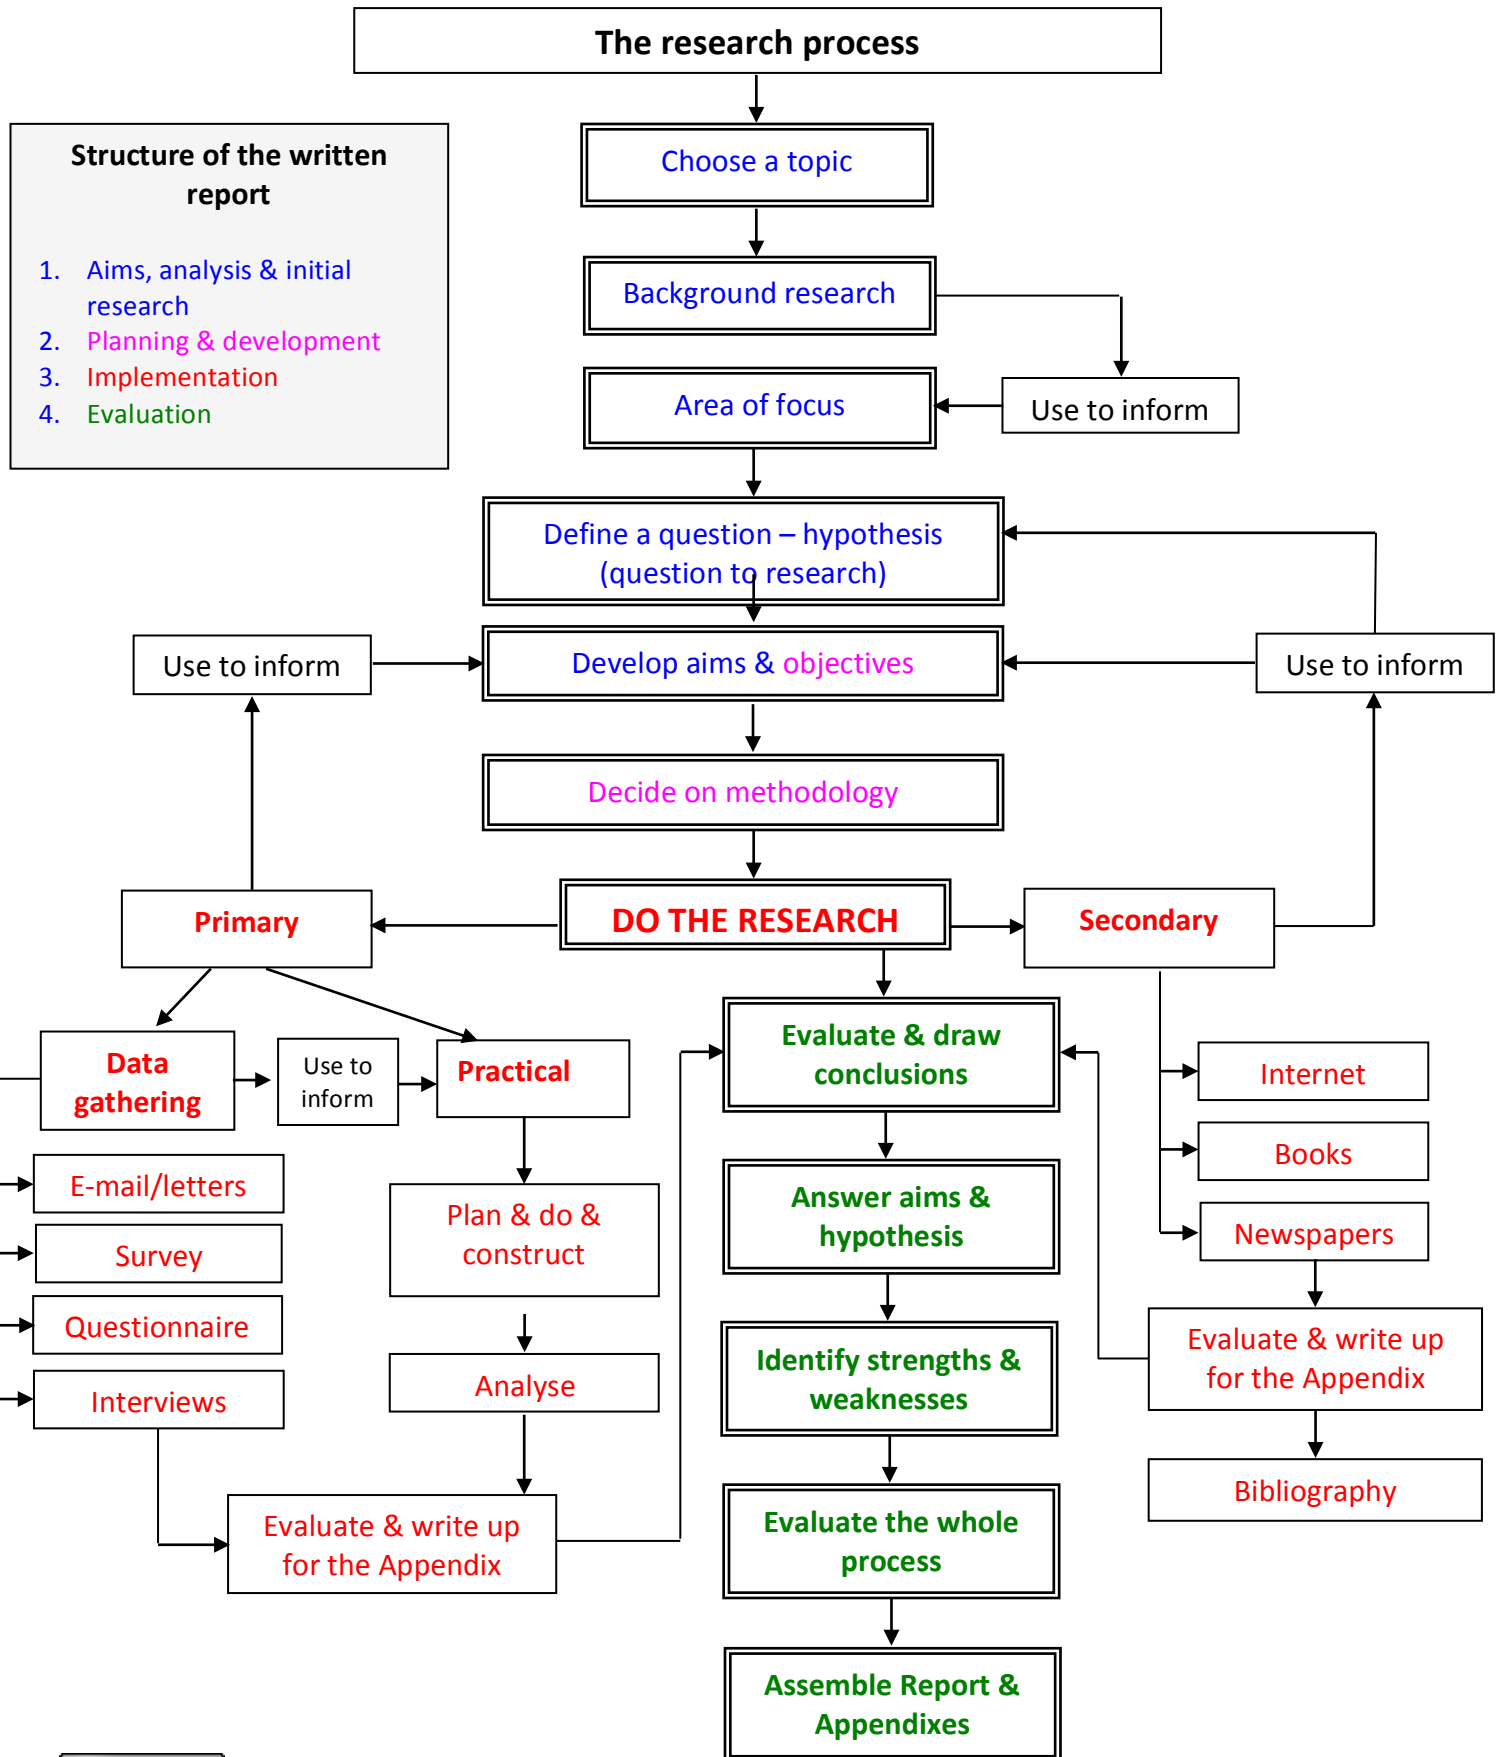 The research process
Structure of the written
report
1. Aims, analysis & initial
research
2. Planning & development
3. Implementation
4. Evaluation
Choose a topic
Background research
Area of focus
Use to inform
Define a question – hypothesis
(question to research)
Use to inform
Develop aims & objectives
Use to inform
Decide on methodology
Primary
DO THE RESEARCH
Secondary
Data
gathering
Use to
inform
Practical
Evaluate & draw
conclusions
Internet
E-mail/letters
Plan & do &
construct
Answer aims &
hypothesis
Books
Survey
Newspapers
Questionnaire
Analyse
Identify strengths &
weaknesses
Evaluate & write up
for the Appendix
Interviews
Evaluate & write up
for the Appendix
Evaluate the whole
process
Bibliography
Assemble Report &
Appendixes